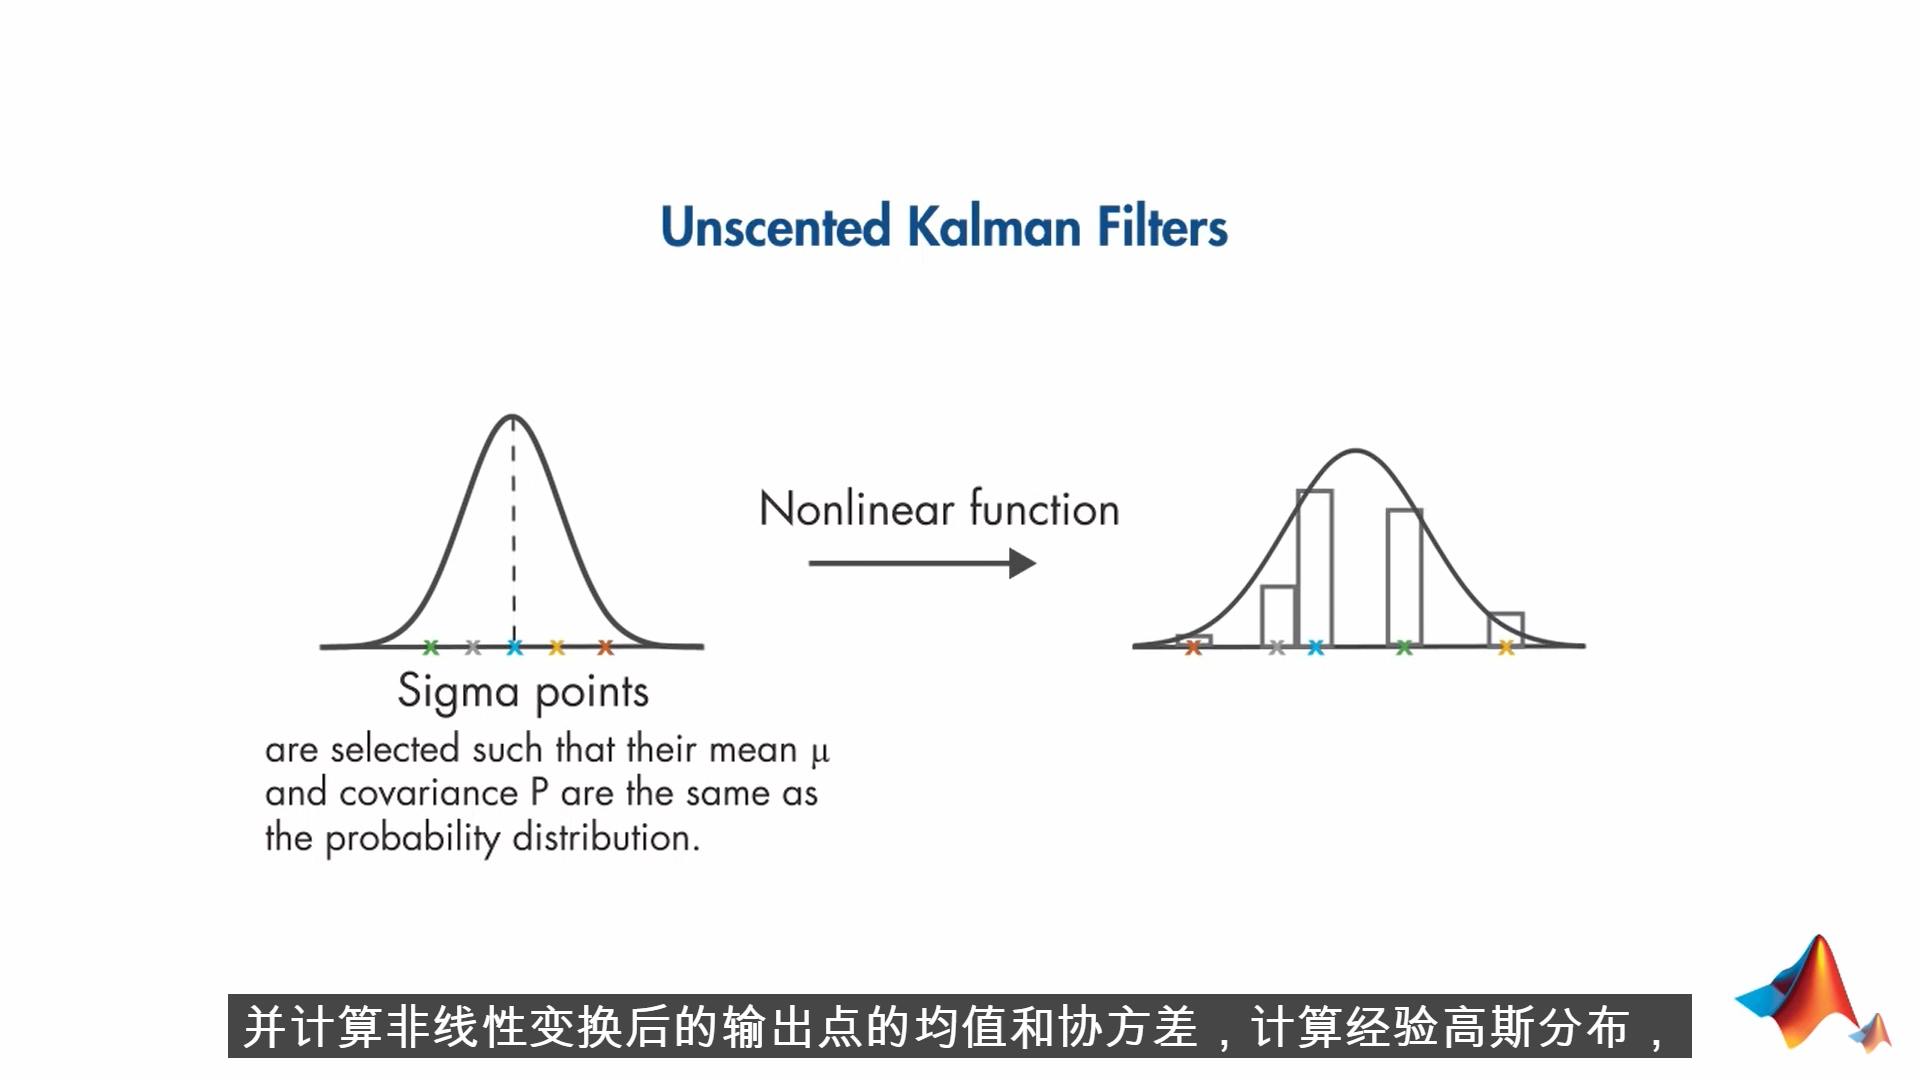 Unscented Kalman Filters
Nonlinear function
Sigma points
are selected such that their mean μ
and covariance P are the same as
the probability distribution.
并计算非线性变换后的输出点的均值和协方差，计算经验高斯分布，